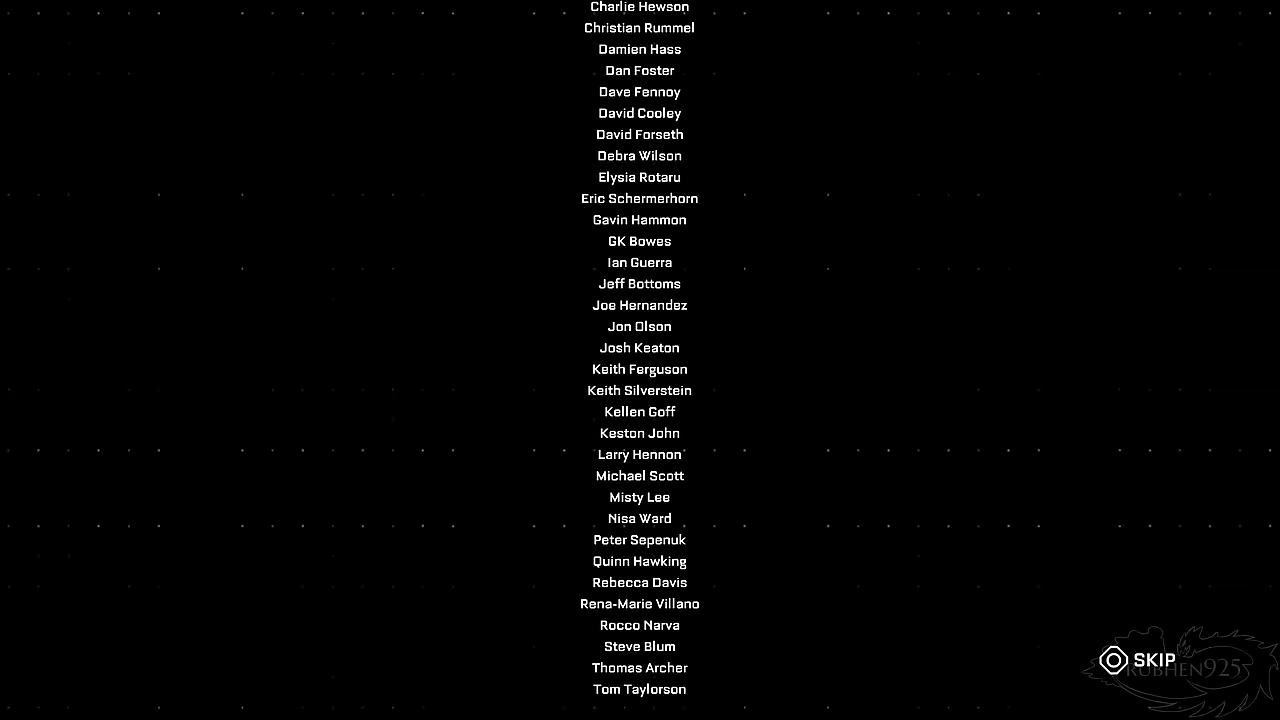 Charlie Hewson
Christian Rummel
Damien Hass
Dan Foster
Dave Fennoy
David Cooley
David Forseth
Debra Wilson
Elysia Rotaru
Eric Schermerhorn
Gavin Hammon
GK Bowes
Ian Guerra
Jeff Bottoms
Joe Hernandez
Jon Olson
Josh Keaton
Keith Ferguson
Keith Silverstein
Kellen Goff
Keston John
Larry Hennon
Michael Scott
Misty Lee
Nisa Ward
Peter Sepenuk
Quinn Hawking
Rebecca Davis
Rena-Marie Villano
Rocco Narva
Steve Blum
Thomas Archer
Tom Taylorson
SKIP
RUBHEN925